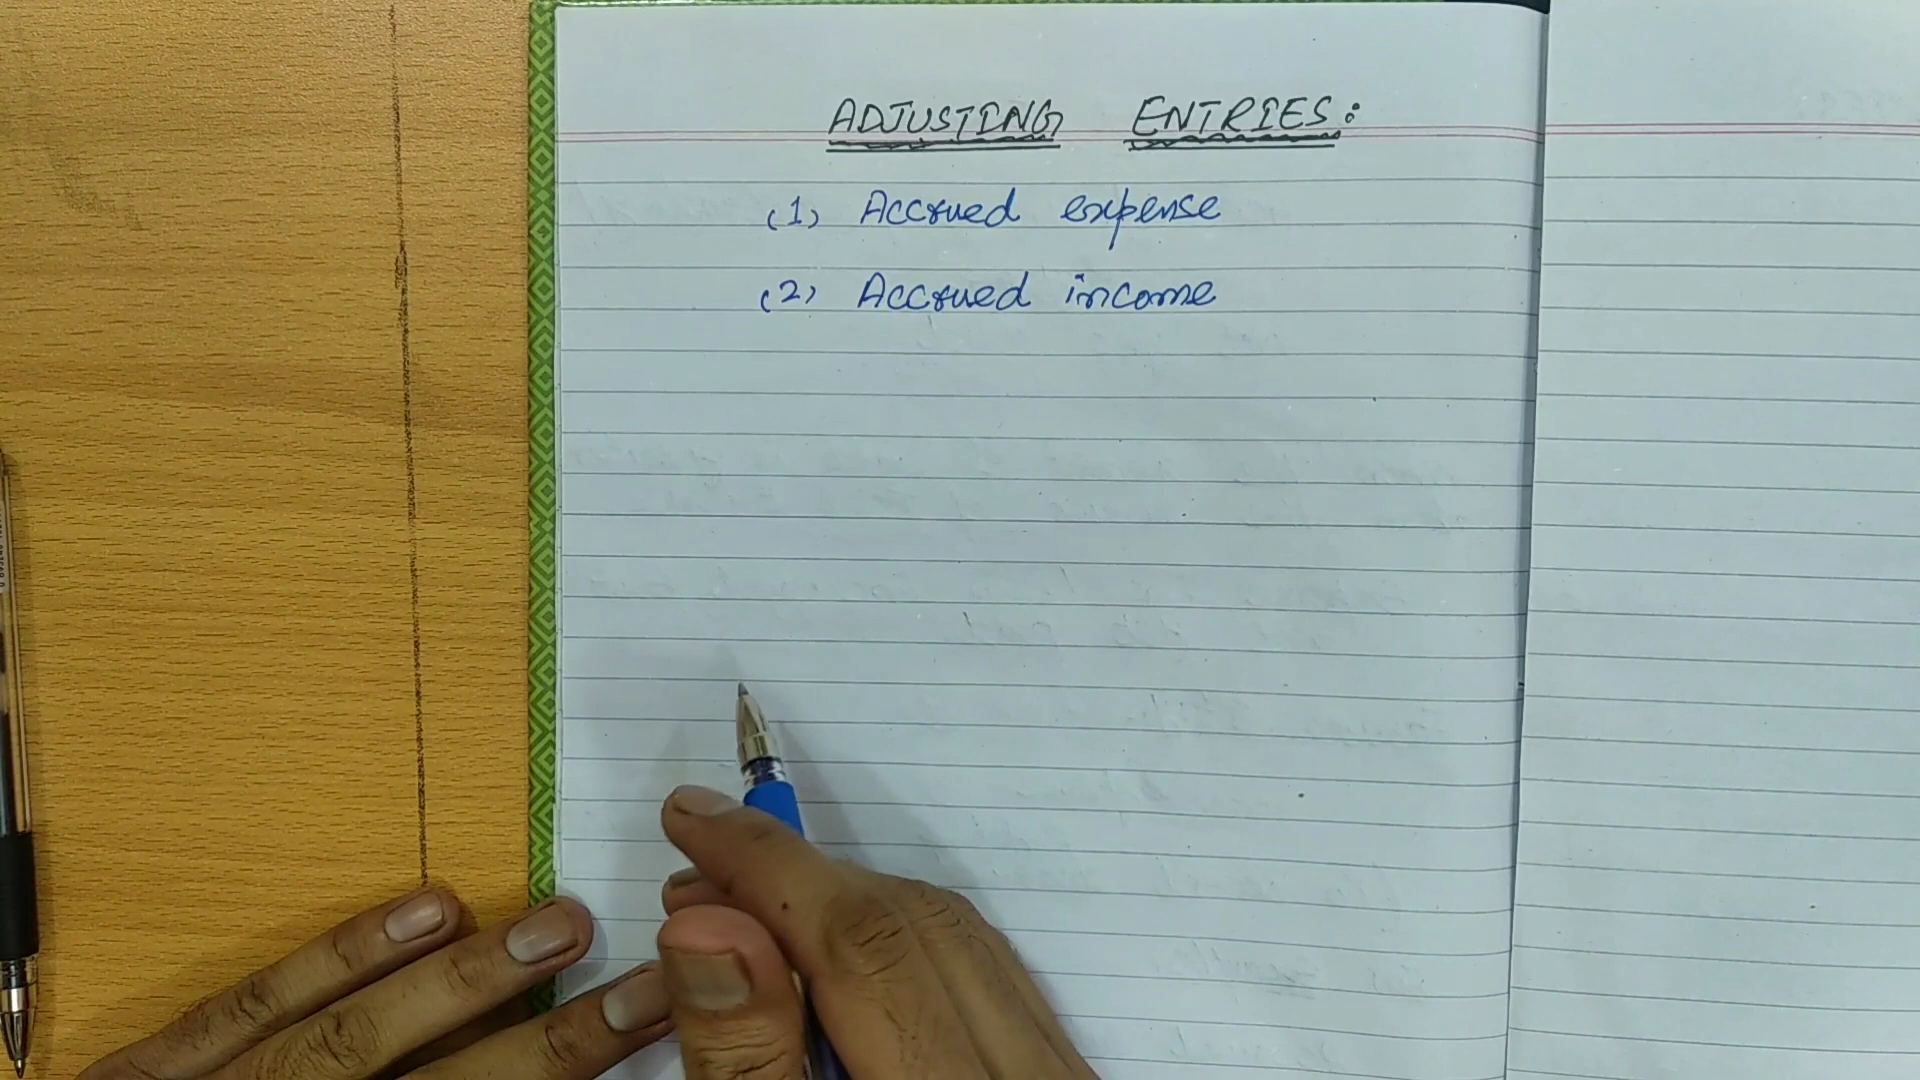 ADJUSTING ENTRIES:
(1) Accrued expense
(2) Accrued income